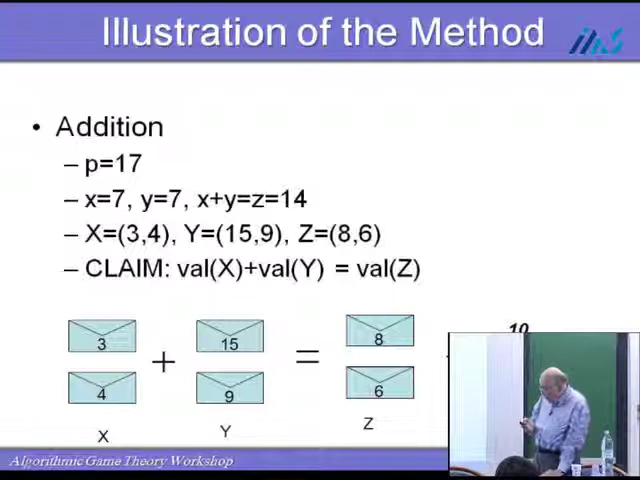 Illustration of the Method
• Addition
– p=17
– x=7, y=7, x+y=z=14
– X=(3,4), Y=(15,9), Z=(8,6)
– CLAIM: val(X)+val(Y) = val(Z)
3 15 8 10
+ =
4 9 6
X Y Z
Algorithmic Game Theory Workshop